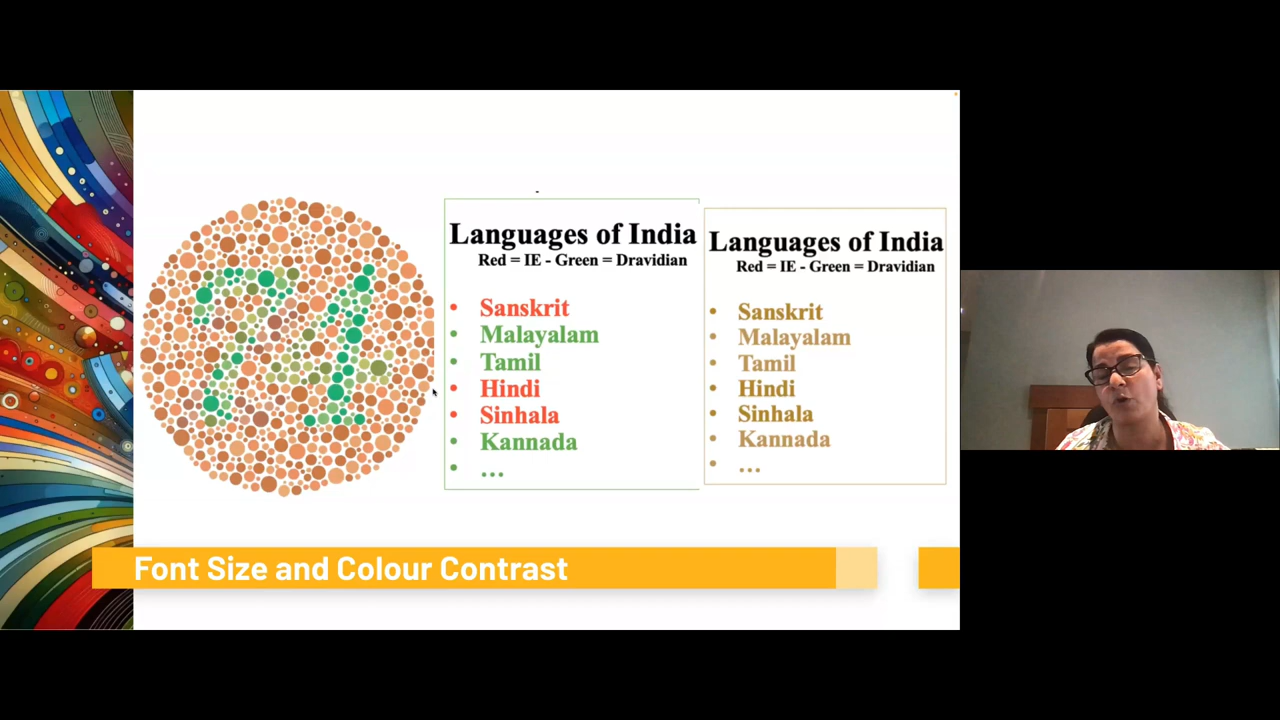 74
Languages of India
Red = IE - Green = Dravidian
• Sanskrit
• Malayalam
• Tamil
• Hindi
• Sinhala
• Kannada
• ...
Languages of India
Red = IE - Green = Dravidian
• Sanskrit
• Malayalam
• Tamil
• Hindi
• Sinhala
• Kannada
• ...
Font Size and Colour Contrast